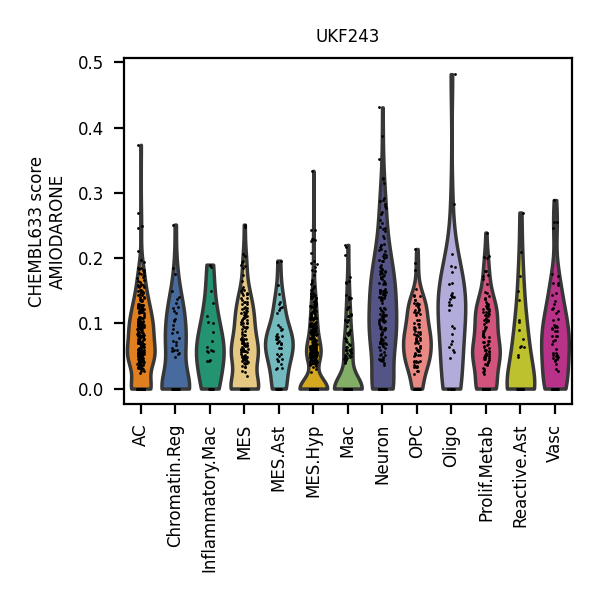 UKF243
CHEMBL633 score
AMIODARONE
0.5
0.4
0.3
0.2
0.1
0.0
AC
Chromatin.Reg
Inflammatory.Mac
MES
MES.Ast
MES.Hyp
Mac
Neuron
OPC
Oligo
Prolif.Metab
Reactive.Ast
Vasc